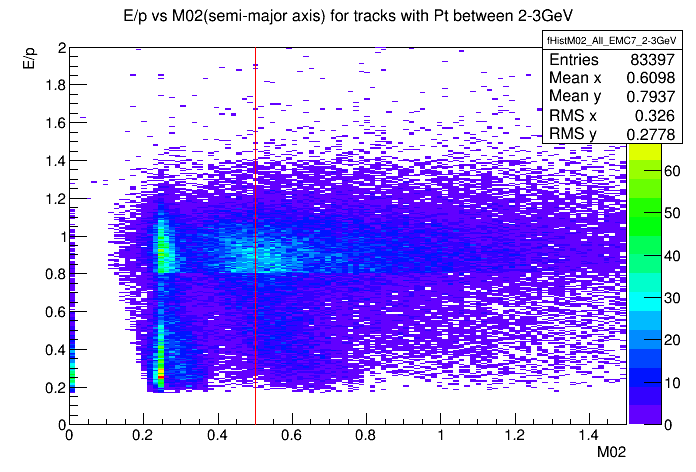 E/p vs M02(semi-major axis) for tracks with Pt between 2-3GeV
fHistM02_All_EMC7_2-3GeV
Entries 83397
Mean x 0.6098
Mean y 0.7937
RMS x 0.326
RMS y 0.2778
E/p
2
1.8
1.6
1.4
1.2
1
0.8
0.6
0.4
0.2
0
60
50
40
30
20
10
0
0 0.2 0.4 0.6 0.8 1 1.2 1.4
M02